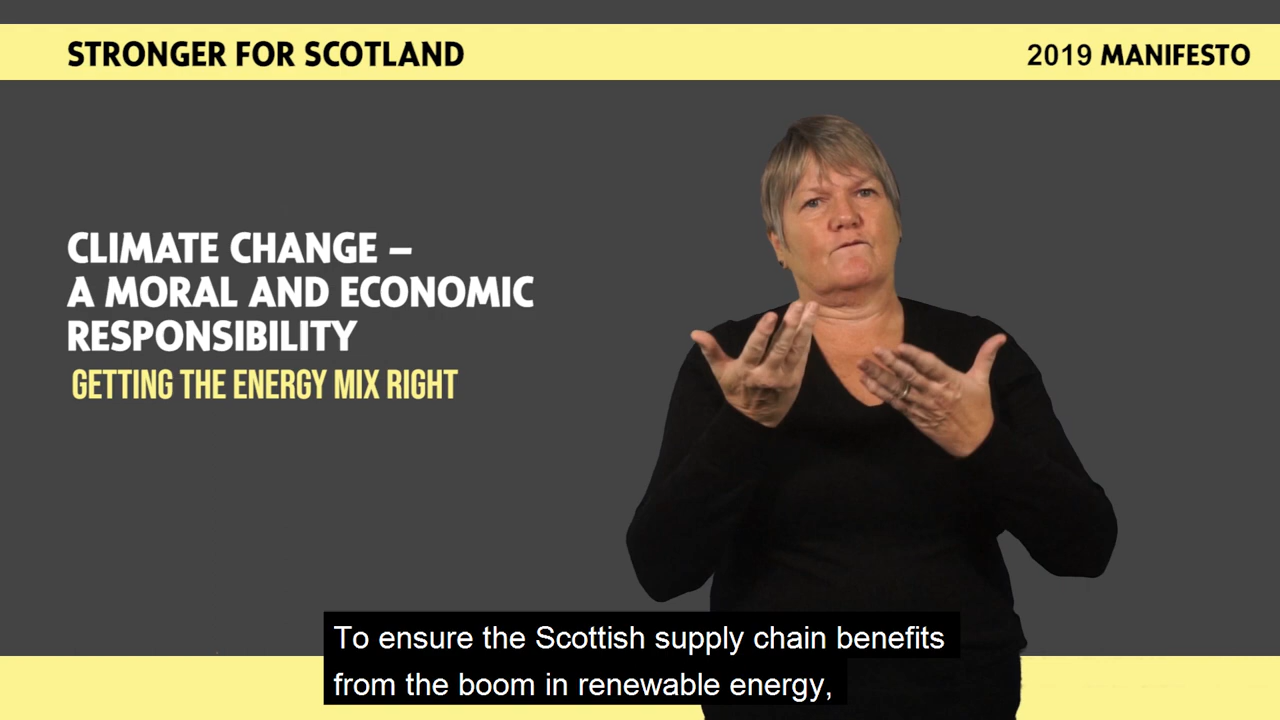 STRONGER FOR SCOTLAND
2019 MANIFESTO
CLIMATE CHANGE –
A MORAL AND ECONOMIC
RESPONSIBILITY
GETTING THE ENERGY MIX RIGHT
To ensure the Scottish supply chain benefits
from the boom in renewable energy,